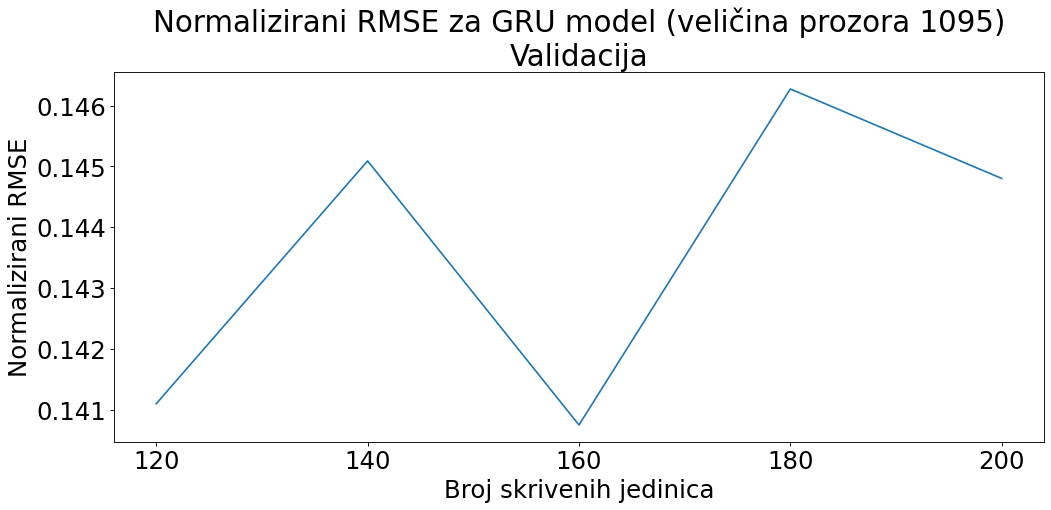 Normalizirani RMSE za GRU model (veličina prozora 1095)
Validacija
Normalizirani RMSE
0.146
0.145
0.144
0.143
0.142
0.141
120 140 160 180 200
Broj skrivenih jedinica